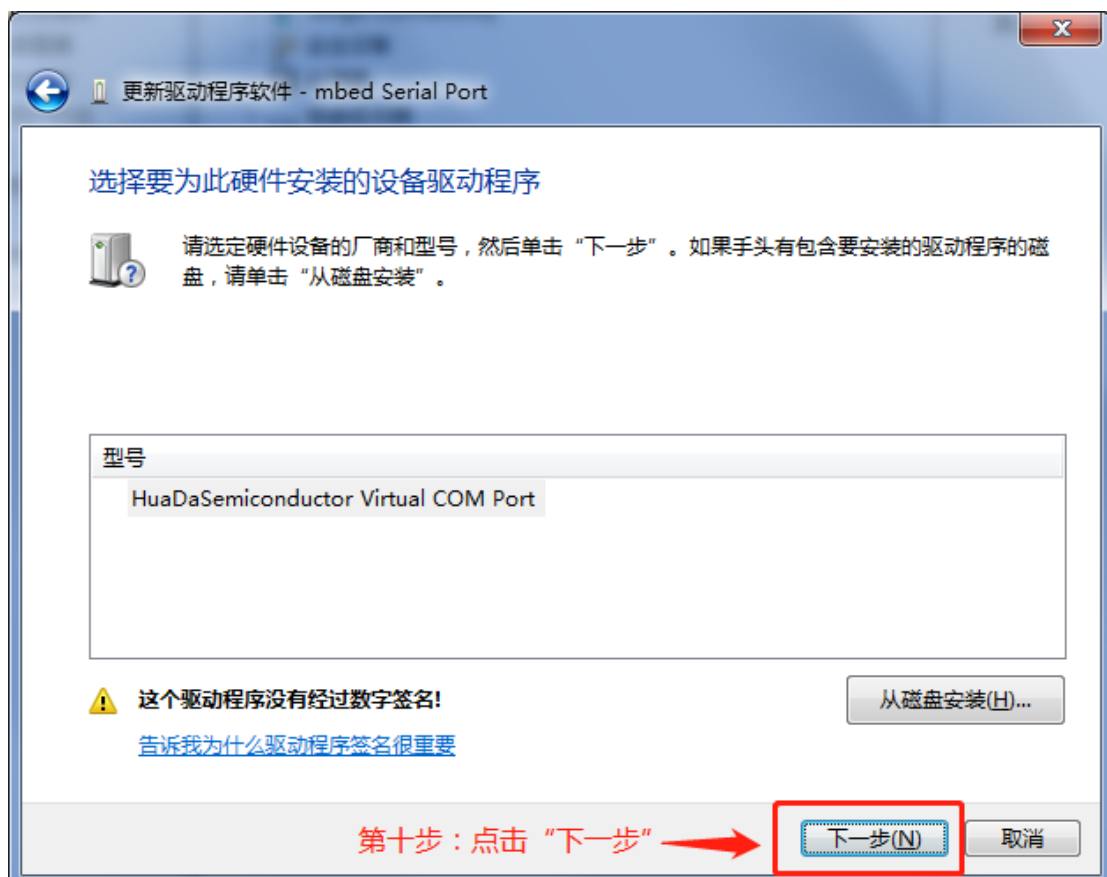 更新驱动程序软件 - mbed Serial Port
选择要为此硬件安装的设备驱动程序
请选定硬件设备的厂商和型号，然后单击“下一步”。如果手头有包含要安装的驱动程序的磁
盘，请单击“从磁盘安装”。
型号
HuaDaSemiconductor Virtual COM Port
这个驱动程序没有经过数字签名!
从磁盘安装(H)...
告诉我为什么驱动程序签名很重要
第十步：点击“下一步”
下一步(N)
取消